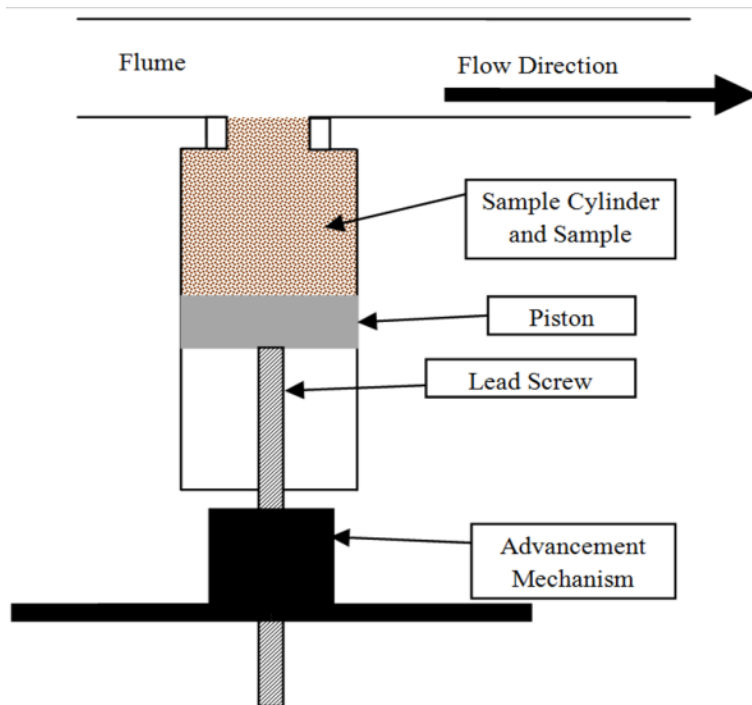 Flume
Flow Direction
Sample Cylinder
and Sample
Piston
Lead Screw
Advancement
Mechanism